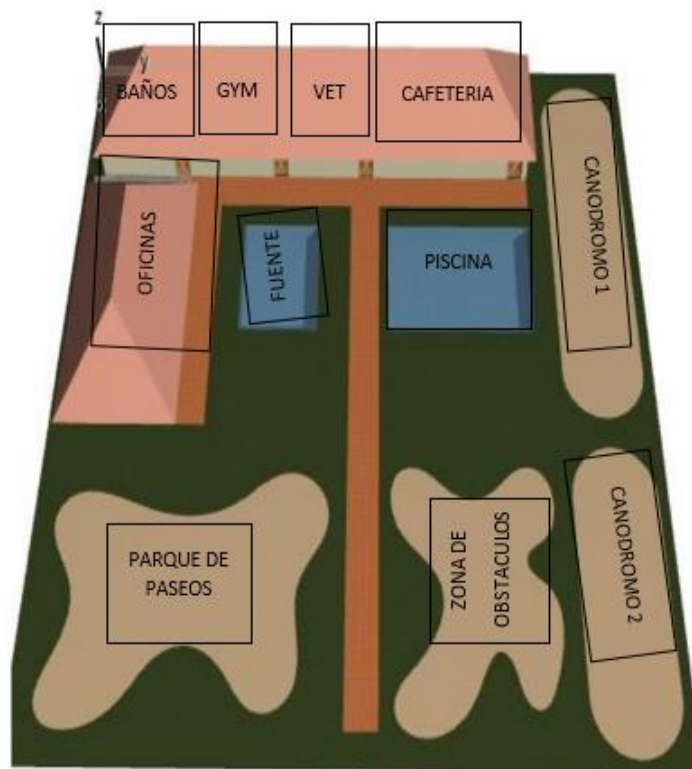 z
y
BAÑOS
GYM
VET
CAFETERIA
OFICINAS
FUENTE
PISCINA
CANODROMO 1
PARQUE DE
PASEOS
ZONA DE
OBSTACULOS
CANODROMO 2